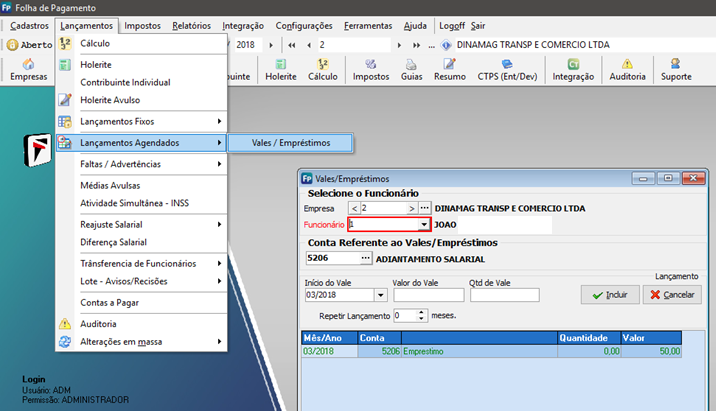 Fp Folha de Pagamento
Cadastros Lançamentos Impostos Relatórios Integração Configurações Ferramentas Ajuda Logoff Sair
Aberto / 2018 2 ... DINAMAG TRANSP E COMERCIO LTDA
Empresas uinte Holerite Cálculo Impostos Guias Resumo CTPS (Ent/Dev) Integração Auditoria Suporte
Cálculo
Holerite
Contribuinte Individual
Holerite Avulso
Lançamentos Fixos
Lançamentos Agendados
Vales / Empréstimos
Faltas / Advertências
Médias Avulsas
Atividade Simultânea - INSS
Reajuste Salarial
Diferença Salarial
Tránsferencia de Funcionários
Lote - Avisos/Recisões
Contas a Pagar
Auditoria
Alterações em massa
Login
Usuário: ADM
Permissão: ADMINISTRADOR
Fp Vales/Empréstimos
Selecione o Funcionário
Empresa < 2 > ... DINAMAG TRANSP E COMERCIO LTDA
Funcionário 1 JOAO
Conta Referente ao Vales/Empréstimos
5206 ... ADIANTAMENTO SALARIAL
Início do Vale Valor do Vale Qtd de Vale Lançamento
03/2018 Incluir Cancelar
Repetir Lançamento 0 meses.
Mês/Ano Conta Quantidade Valor
03/2018 5206 Emprestimo 0,00 50,00